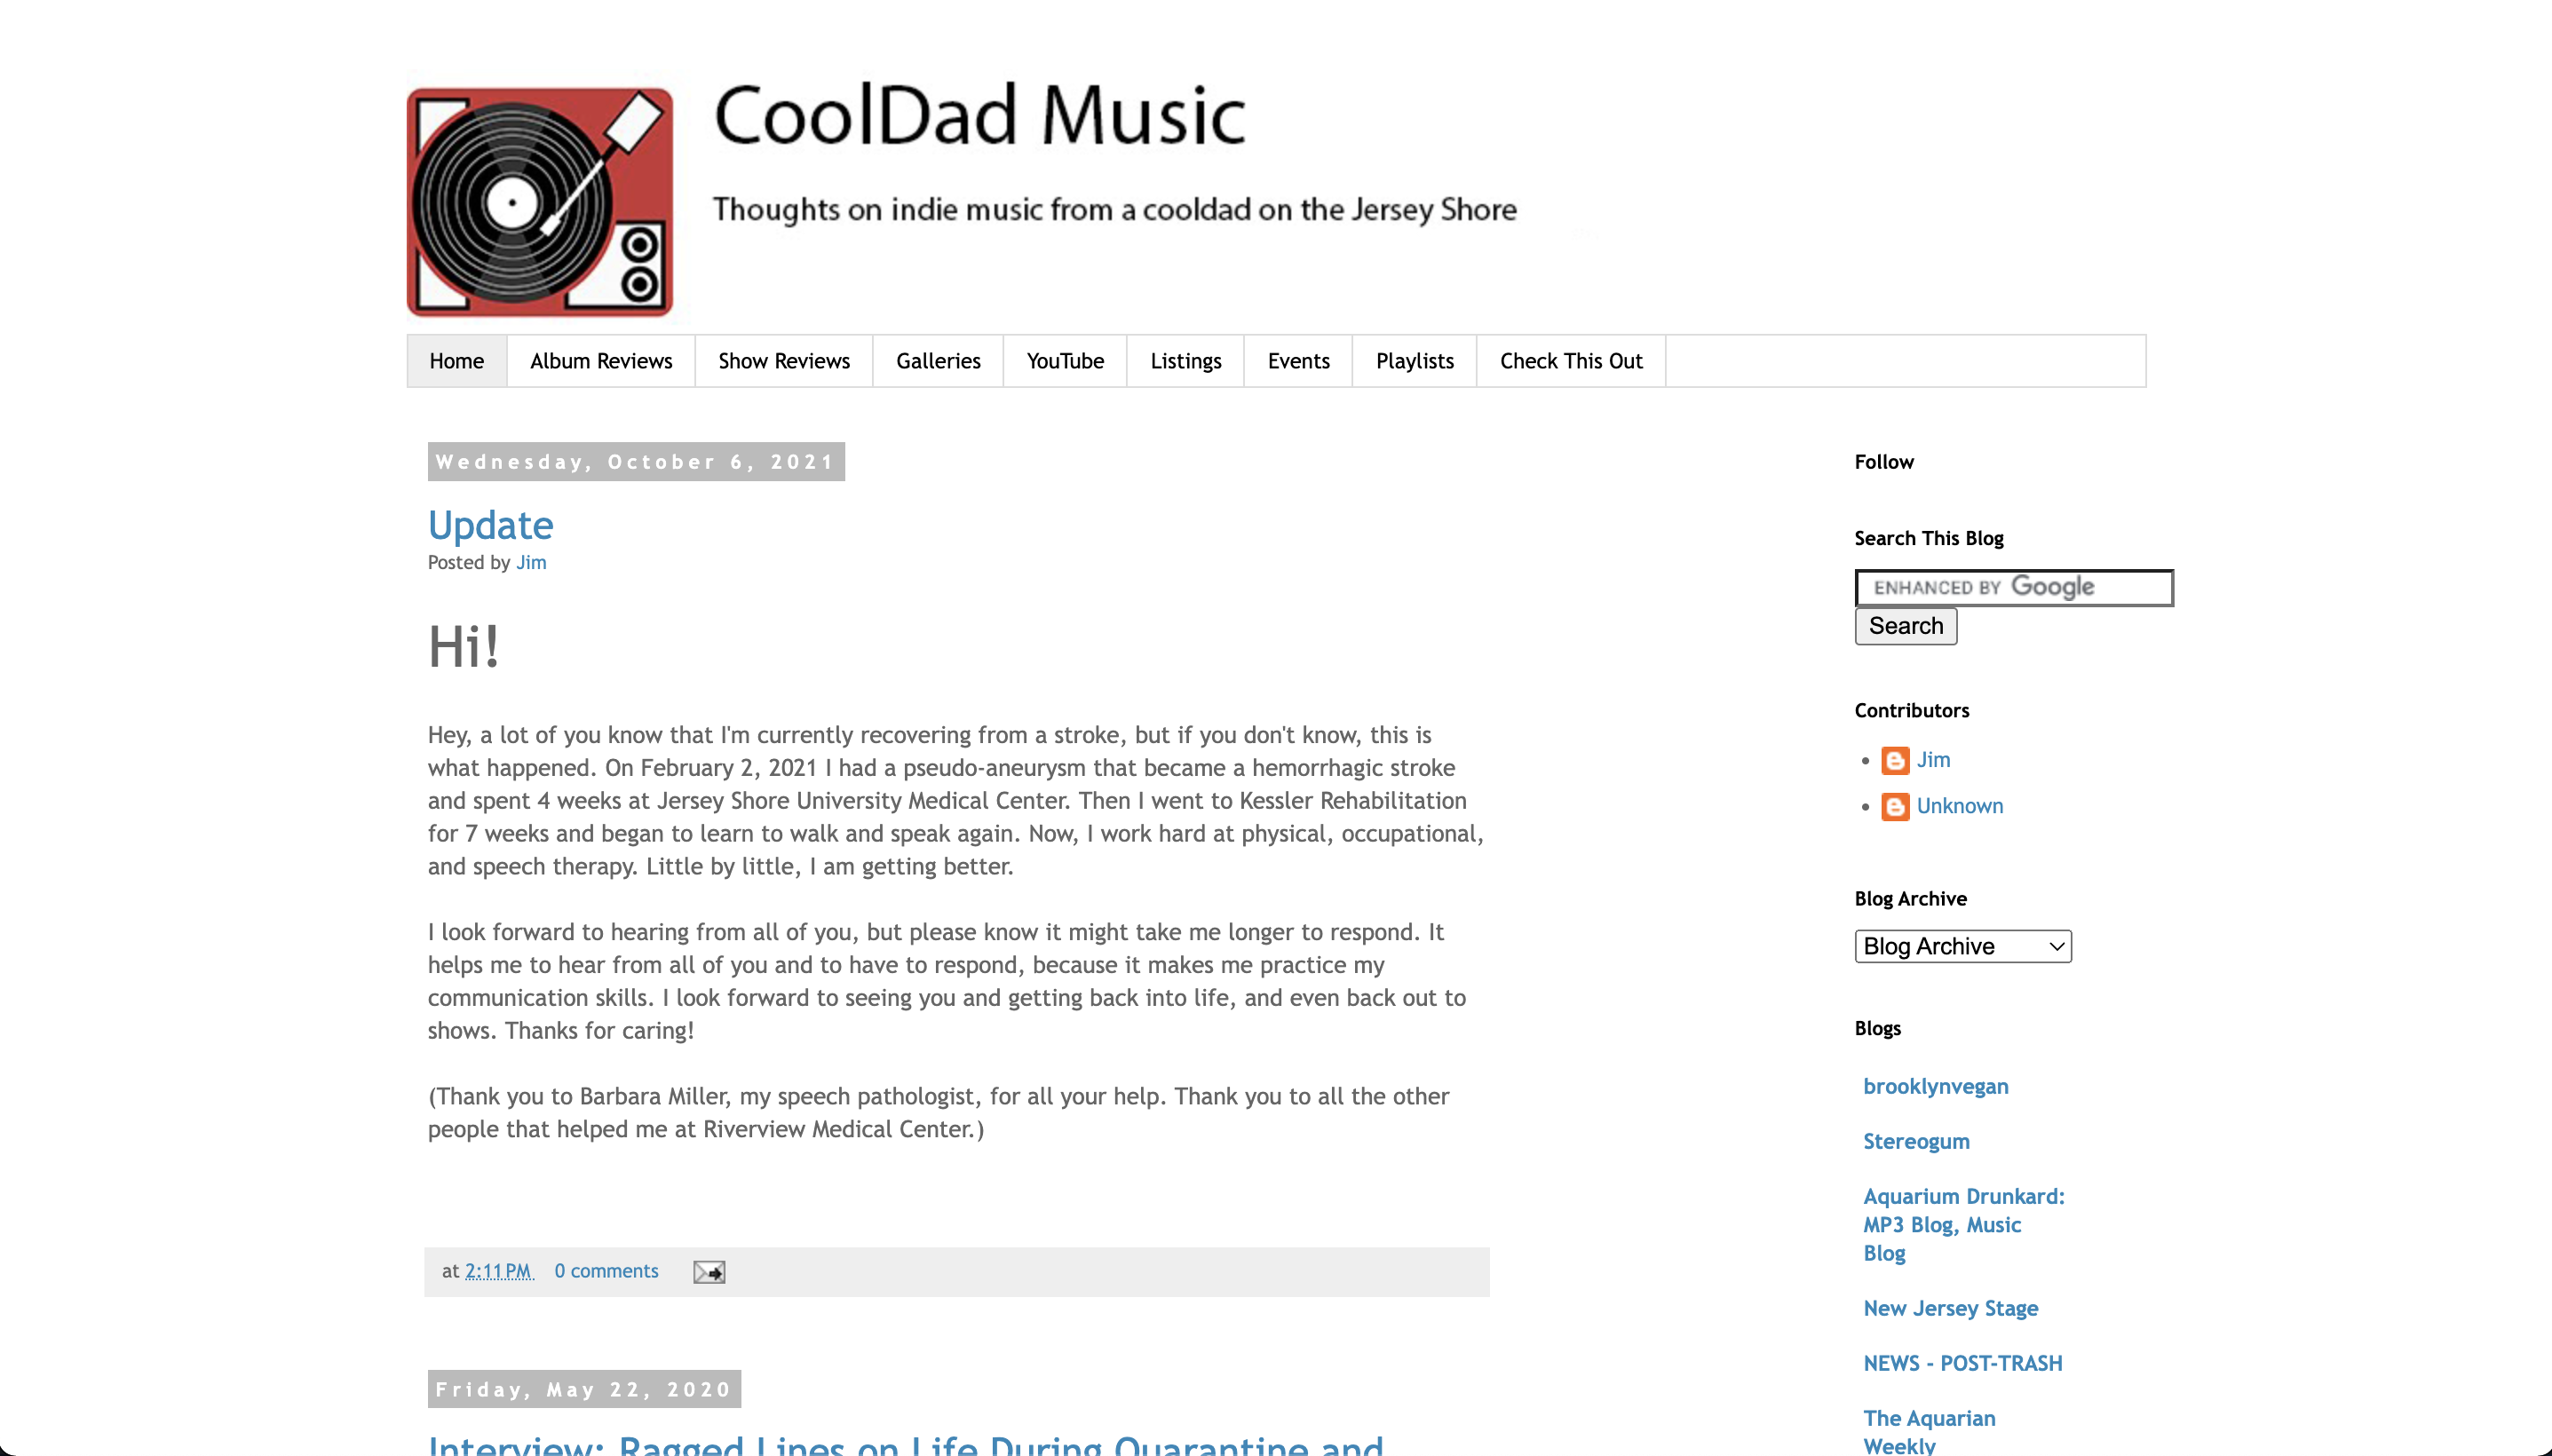 CoolDad Music
Thoughts on indie music from a cooldad on the Jersey Shore
Home
Album Reviews
Show Reviews
Galleries
YouTube
Listings
Events
Playlists
Check This Out
Wednesday, October 6, 2021
Update
Posted by Jim
Hi!
Hey, a lot of you know that I'm currently recovering from a stroke, but if you don't know, this is
what happened. On February 2, 2021 I had a pseudo-aneurysm that became a hemorrhagic stroke
and spent 4 weeks at Jersey Shore University Medical Center. Then I went to Kessler Rehabilitation
for 7 weeks and began to learn to walk and speak again. Now, I work hard at physical, occupational,
and speech therapy. Little by little, I am getting better.
I look forward to hearing from all of you, but please know it might take me longer to respond. It
helps me to hear from all of you and to have to respond, because it makes me practice my
communication skills. I look forward to seeing you and getting back into life, and even back out to
shows. Thanks for caring!
(Thank you to Barbara Miller, my speech pathologist, for all your help. Thank you to all the other
people that helped me at Riverview Medical Center.)
at 2:11 PM 0 comments
Friday, May 22, 2020
Interview: Ragged Lines on Life During Quarantine and
Follow
Search This Blog
ENHANCED BY Google
Search
Contributors
Jim
Unknown
Blog Archive
Blog Archive
Blogs
brooklynvegan
Stereogum
Aquarium Drunkard:
MP3 Blog, Music
Blog
New Jersey Stage
NEWS - POST-TRASH
The Aquarian
Weekly